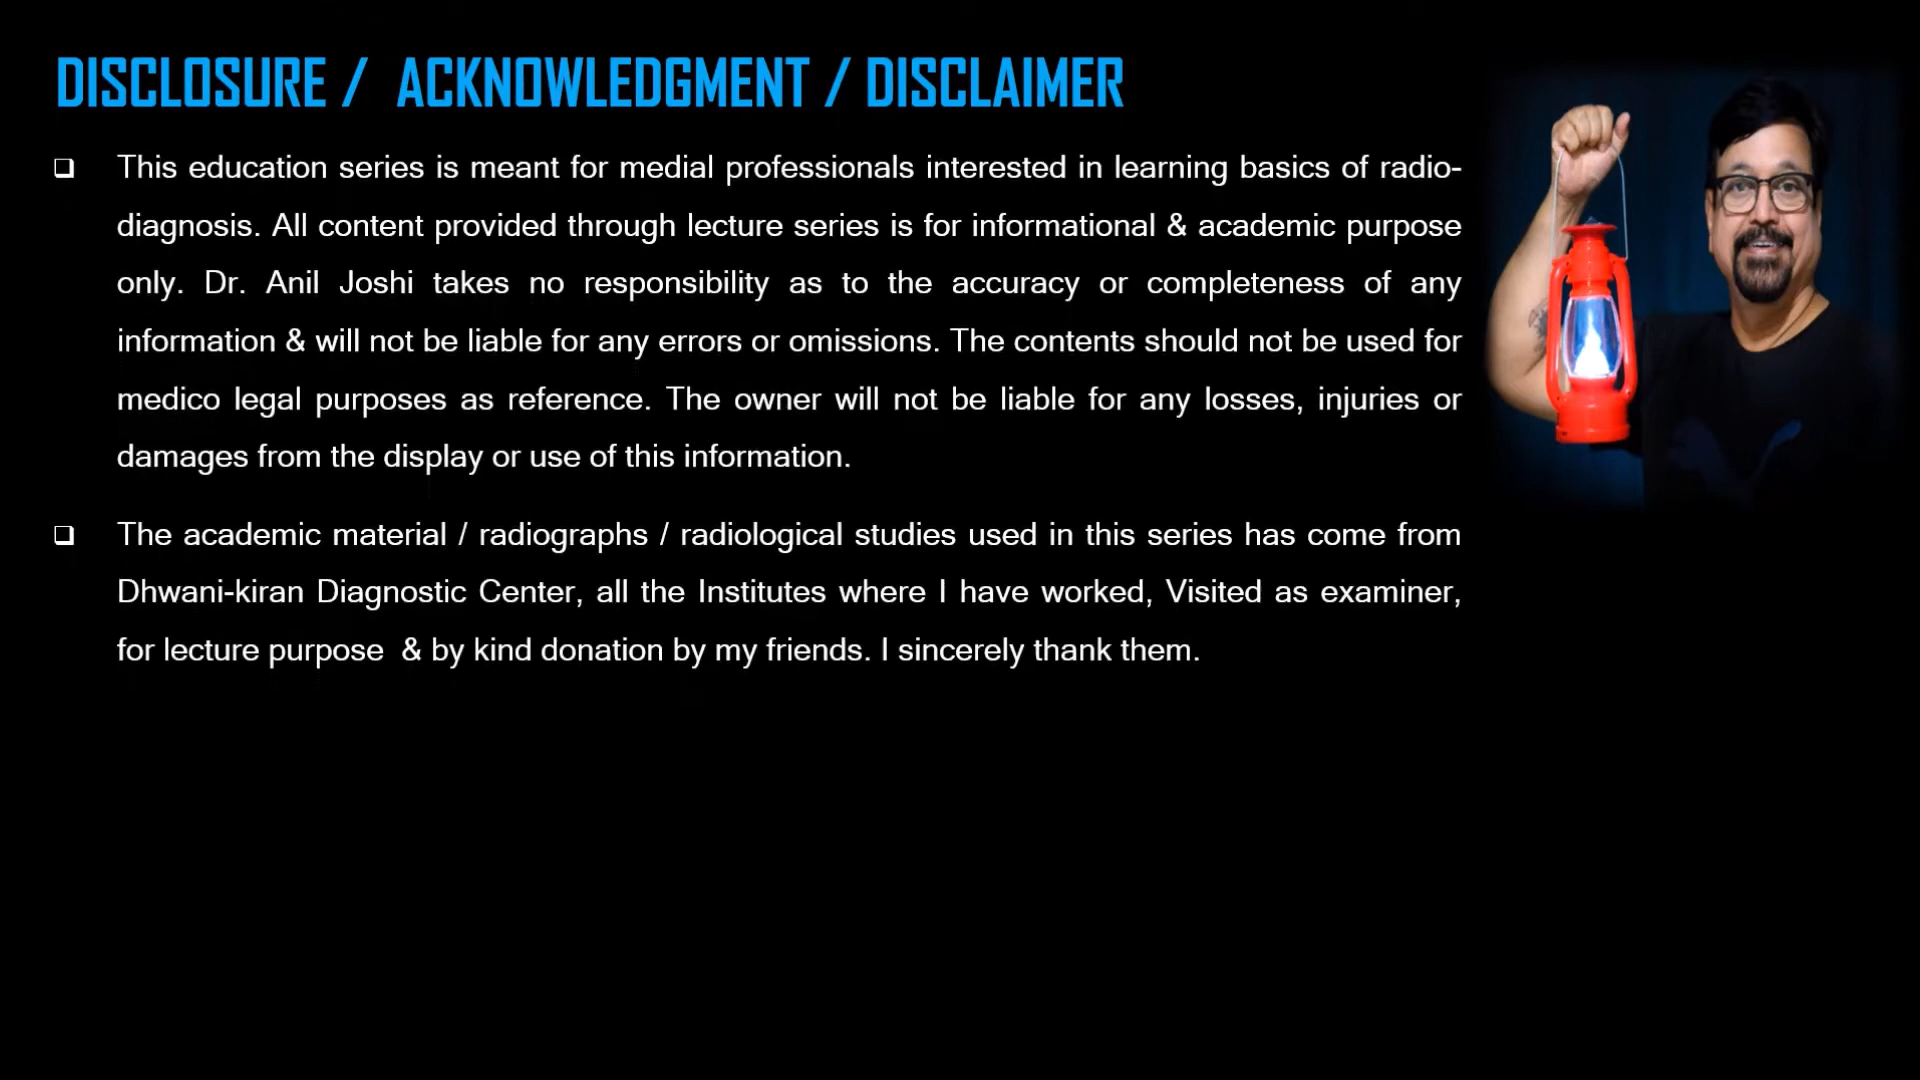 DISCLOSURE / ACKNOWLEDGMENT / DISCLAIMER
This education series is meant for medial professionals interested in learning basics of radio-
diagnosis. All content provided through lecture series is for informational & academic purpose
only. Dr. Anil Joshi takes no responsibility as to the accuracy or completeness of any
information & will not be liable for any errors or omissions. The contents should not be used for
medico legal purposes as reference. The owner will not be liable for any losses, injuries or
damages from the display or use of this information.
The academic material / radiographs / radiological studies used in this series has come from
Dhwani-kiran Diagnostic Center, all the Institutes where I have worked, Visited as examiner,
for lecture purpose & by kind donation by my friends. I sincerely thank them.